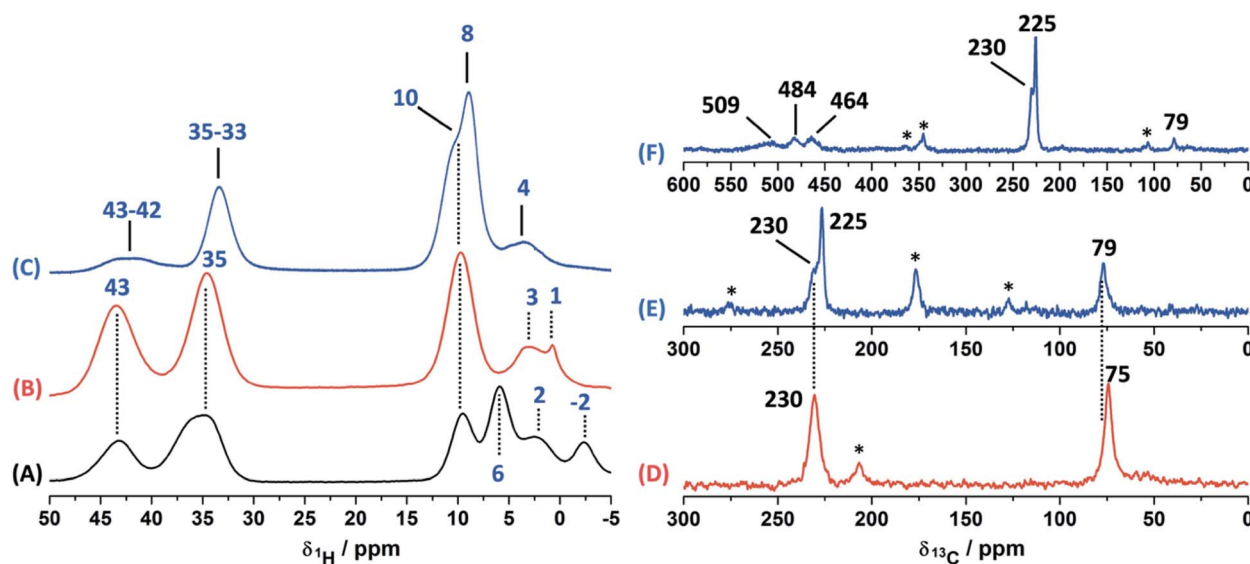 8
10
35-33
43-42
4
(C)
43
35
3
1
(B)
2
-2
6
(A)
50 45 40 35 30 25 20 15 10 5 0 -5
δ1H / ppm
225
230
509 484 464
* * * 79
(F)
600 550 500 450 400 350 300 250 200 150 100 50 0
230 225
* * * 79
(E)
300 250 200 150 100 50 0
230
75
*
(D)
300 250 200 150 100 50 0
δ13C / ppm